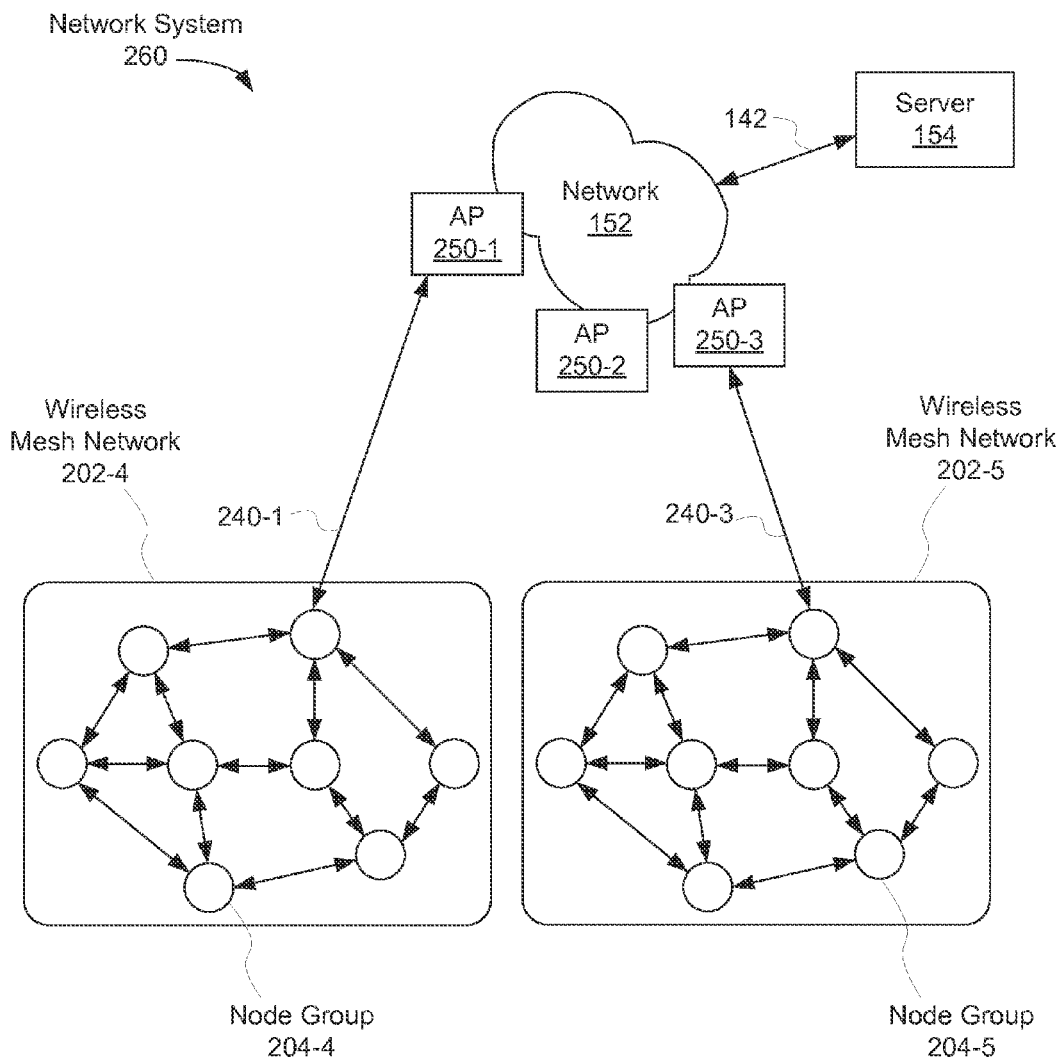 Network System
260
Server
154
142
Network
152
AP
250-1
AP
250-2
AP
250-3
Wireless
Mesh Network
202-4
Wireless
Mesh Network
202-5
240-1
240-3
Node Group
204-4
Node Group
204-5